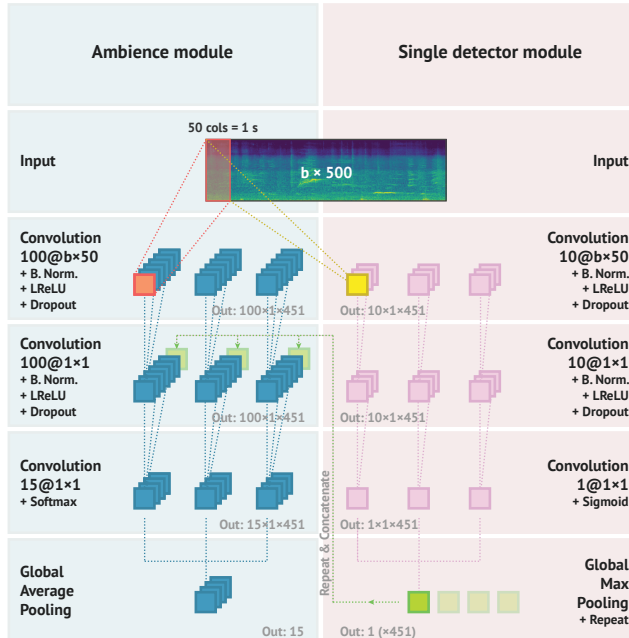 Ambience module
Single detector module
50 cols = 1 s
Input
b × 500
Input
Convolution
100@b×50
+ B. Norm.
+ LReLU
+ Dropout
Out: 100×1×451
Convolution
10@b×50
+ B. Norm.
+ LReLU
+ Dropout
Out: 10×1×451
Convolution
100@1×1
+ B. Norm.
+ LReLU
+ Dropout
Out: 100×1×451
Convolution
10@1×1
+ B. Norm.
+ LReLU
+ Dropout
Out: 10×1×451
Convolution
15@1×1
+ Softmax
Out: 15×1×451
Repeat & Concatenate
Convolution
1@1×1
+ Sigmoid
Out: 1×1×451
Global
Average
Pooling
Out: 15
Global
Max
Pooling
+ Repeat
Out: 1 (×451)